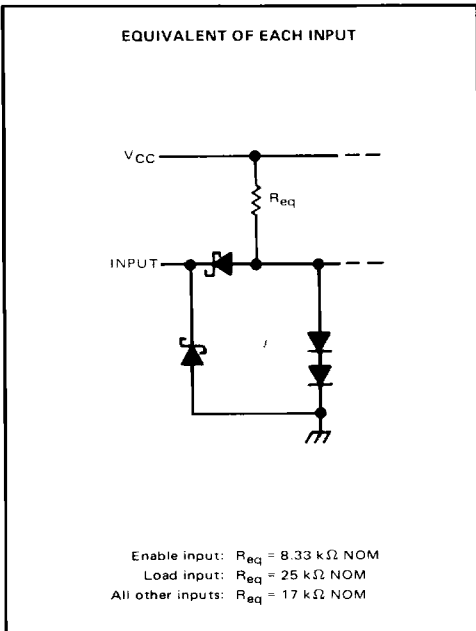 EQUIVALENT OF EACH INPUT
VCC
Req
INPUT
Enable input: Req = 8.33 kΩ NOM
Load input: Req = 25 kΩ NOM
All other inputs: Req = 17 kΩ NOM